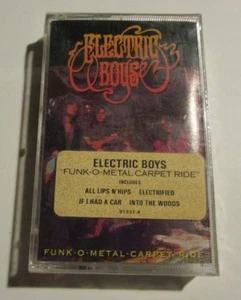 ELECTRIC
BOYS
ELECTRIC BOYS
"FUNK-O-METAL CARPET RIDE"
INCLUDES
ALL LIPS N' HIPS ELECTRIFIED
IF I HAD A CAR INTO THE WOODS
FUNK-O-METAL-CARPET RIDE